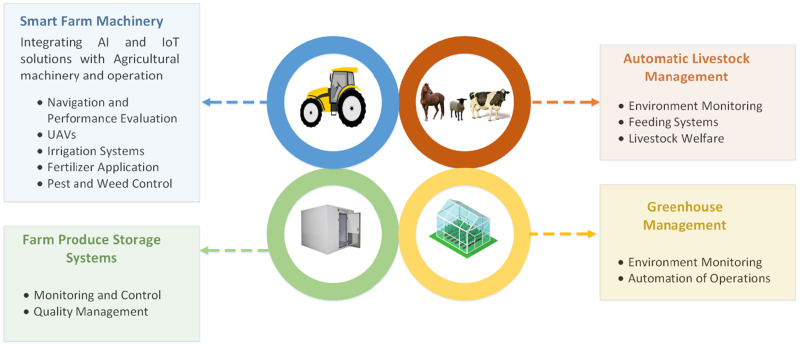 Smart Farm Machinery
Integrating AI and IoT
solutions with Agricultural
machinery and operation
• Navigation and
Performance Evaluation
• UAVs
• Irrigation Systems
• Fertilizer Application
• Pest and Weed Control
Automatic Livestock
Management
• Environment Monitoring
• Feeding Systems
• Livestock Welfare
Farm Produce Storage
Systems
• Monitoring and Control
• Quality Management
Greenhouse
Management
• Environment Monitoring
• Automation of Operations